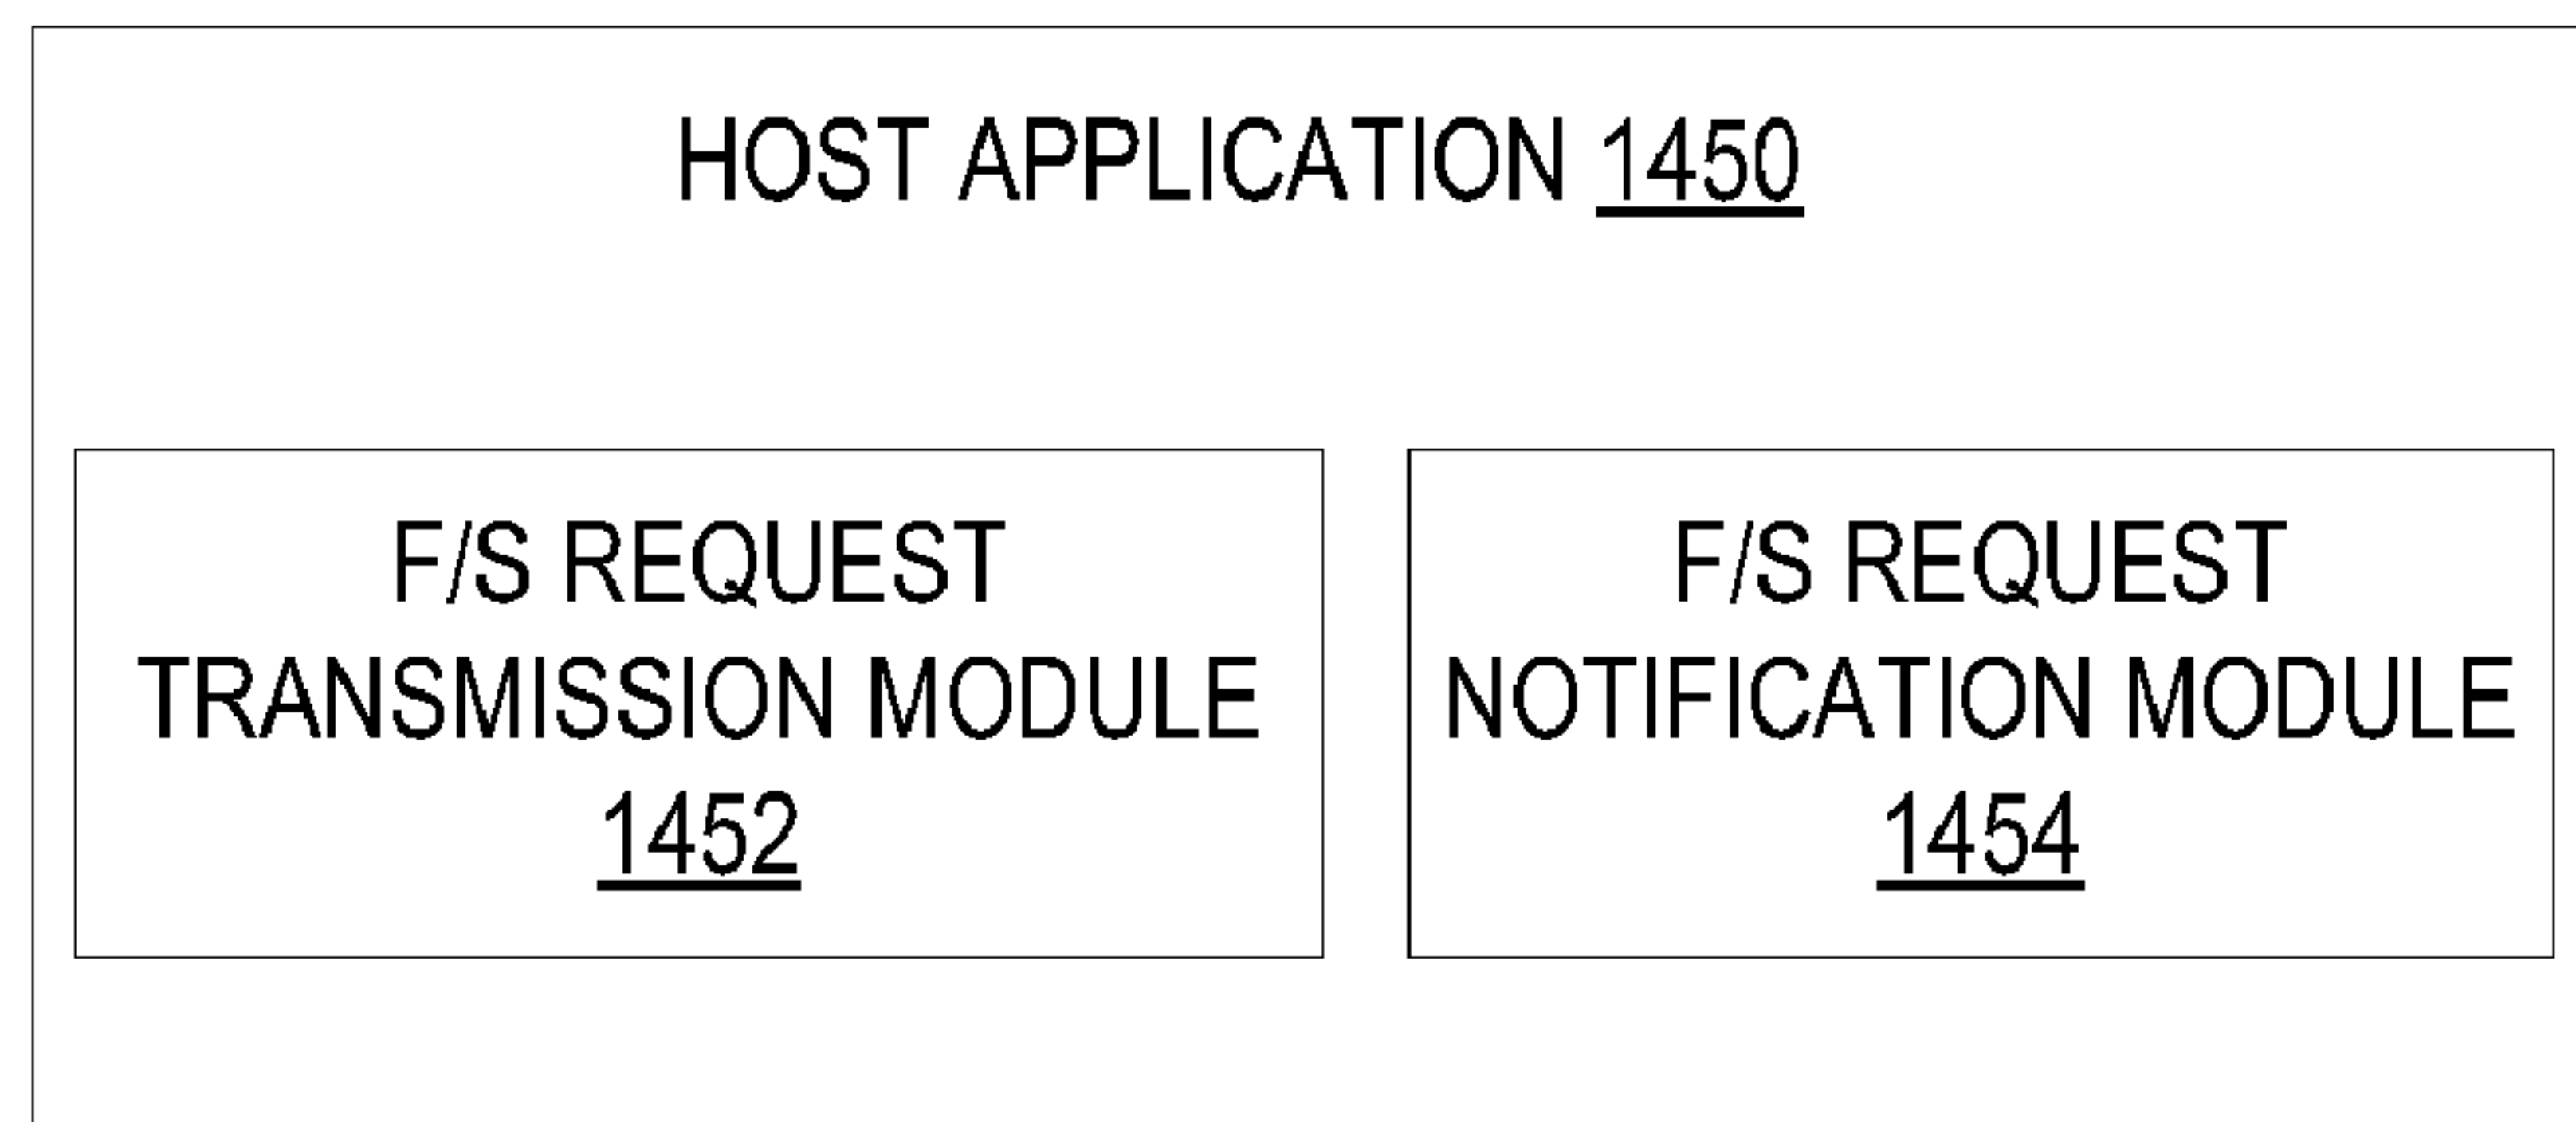 HOST APPLICATION 1450
F/S REQUEST
TRANSMISSION MODULE
1452
F/S REQUEST
NOTIFICATION MODULE
1454